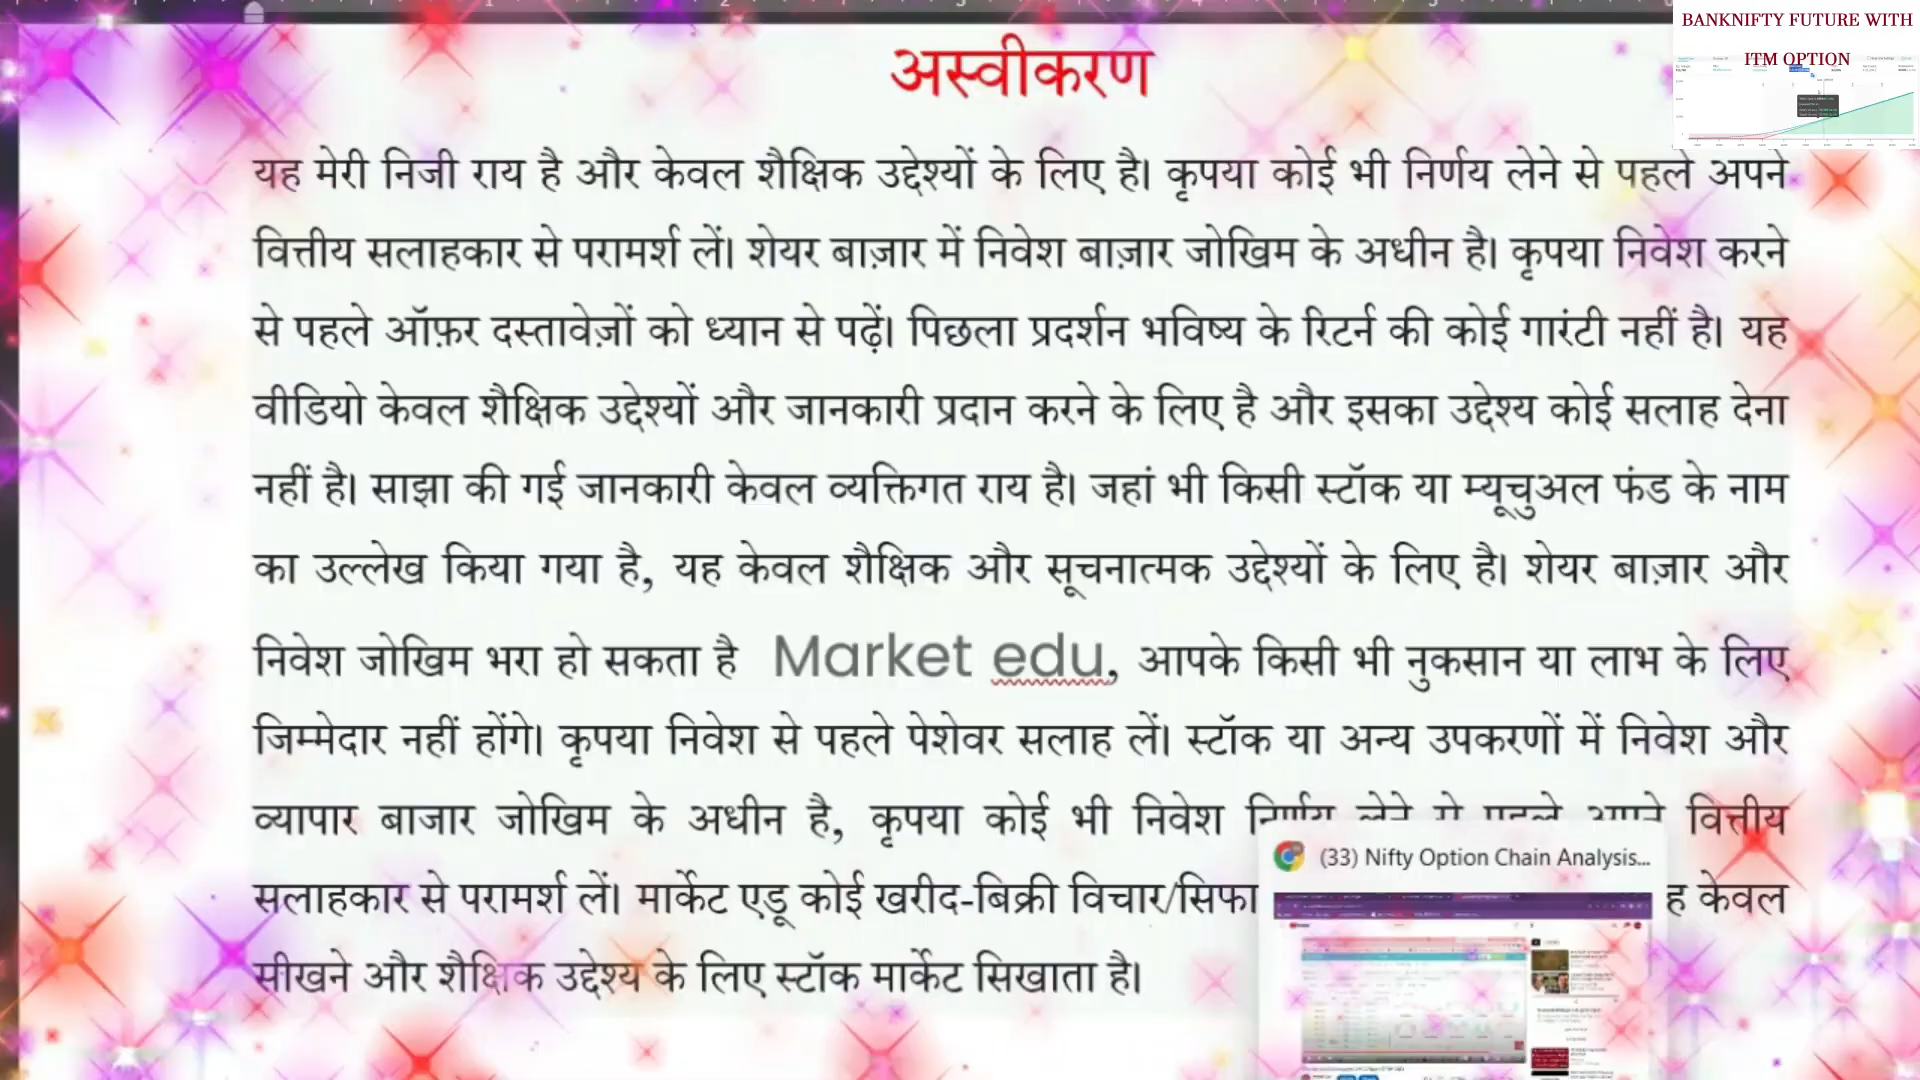 BANKNIFTY FUTURE WITH
ITM OPTION
अस्वीकरण
यह मेरी निजी राय है और केवल शैक्षिक उद्देश्यों के लिए है। कृपया कोई भी निर्णय लेने से पहले अपने
वित्तीय सलाहकार से परामर्श लें। शेयर बाज़ार में निवेश बाज़ार जोखिम के अधीन है। कृपया निवेश करने
से पहले ऑफ़र दस्तावेज़ों को ध्यान से पढ़ें। पिछला प्रदर्शन भविष्य के रिटर्न की कोई गारंटी नहीं है। यह
वीडियो केवल शैक्षिक उद्देश्यों और जानकारी प्रदान करने के लिए है और इसका उद्देश्य कोई सलाह देना
नहीं है। साझा की गई जानकारी केवल व्यक्तिगत राय है। जहां भी किसी स्टॉक या म्यूचुअल फंड के नाम
का उल्लेख किया गया है, यह केवल शैक्षिक और सूचनात्मक उद्देश्यों के लिए है। शेयर बाज़ार और
निवेश जोखिम भरा हो सकता है Market edu, आपके किसी भी नुकसान या लाभ के लिए
जिम्मेदार नहीं होंगे। कृपया निवेश से पहले पेशेवर सलाह लें। स्टॉक या अन्य उपकरणों में निवेश और
व्यापार बाजार जोखिम के अधीन है, कृपया कोई भी निवेश निर्णय लेने से पहले अपने वित्तीय
सलाहकार से परामर्श लें। मार्केट एडू कोई खरीद-बिक्री विचार/सिफा ह केवल
सीखने और शैक्षिक उद्देश्य के लिए स्टॉक मार्केट सिखाता है।
(33) Nifty Option Chain Analysis...